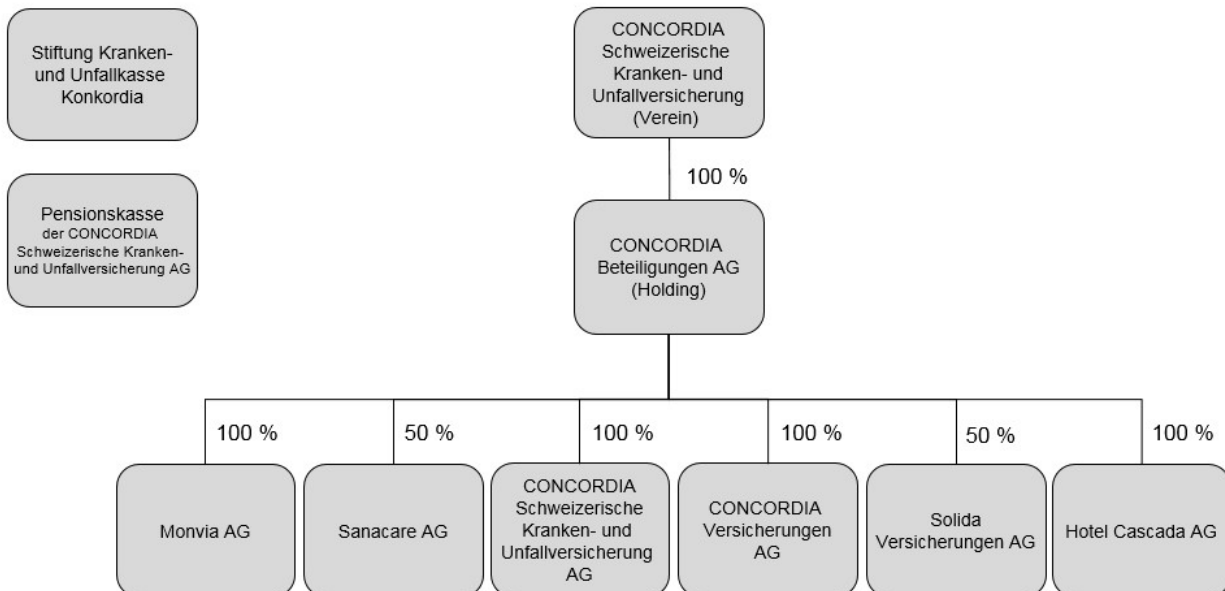 Stiftung Kranken-
und Unfallkasse
Konkordia
Pensionskasse
der CONCORDIA
Schweizerische Kranken-
und Unfallversicherung AG
CONCORDIA
Schweizerische
Kranken- und
Unfallversicherung
(Verein)
100 %
CONCORDIA
Beteiligungen AG
(Holding)
100 %
50 %
100 %
100 %
50 %
100 %
Monvia AG
Sanacare AG
CONCORDIA
Schweizerische
Kranken- und
Unfallversicherung
AG
CONCORDIA
Versicherungen
AG
Solida
Versicherungen AG
Hotel Cascada AG